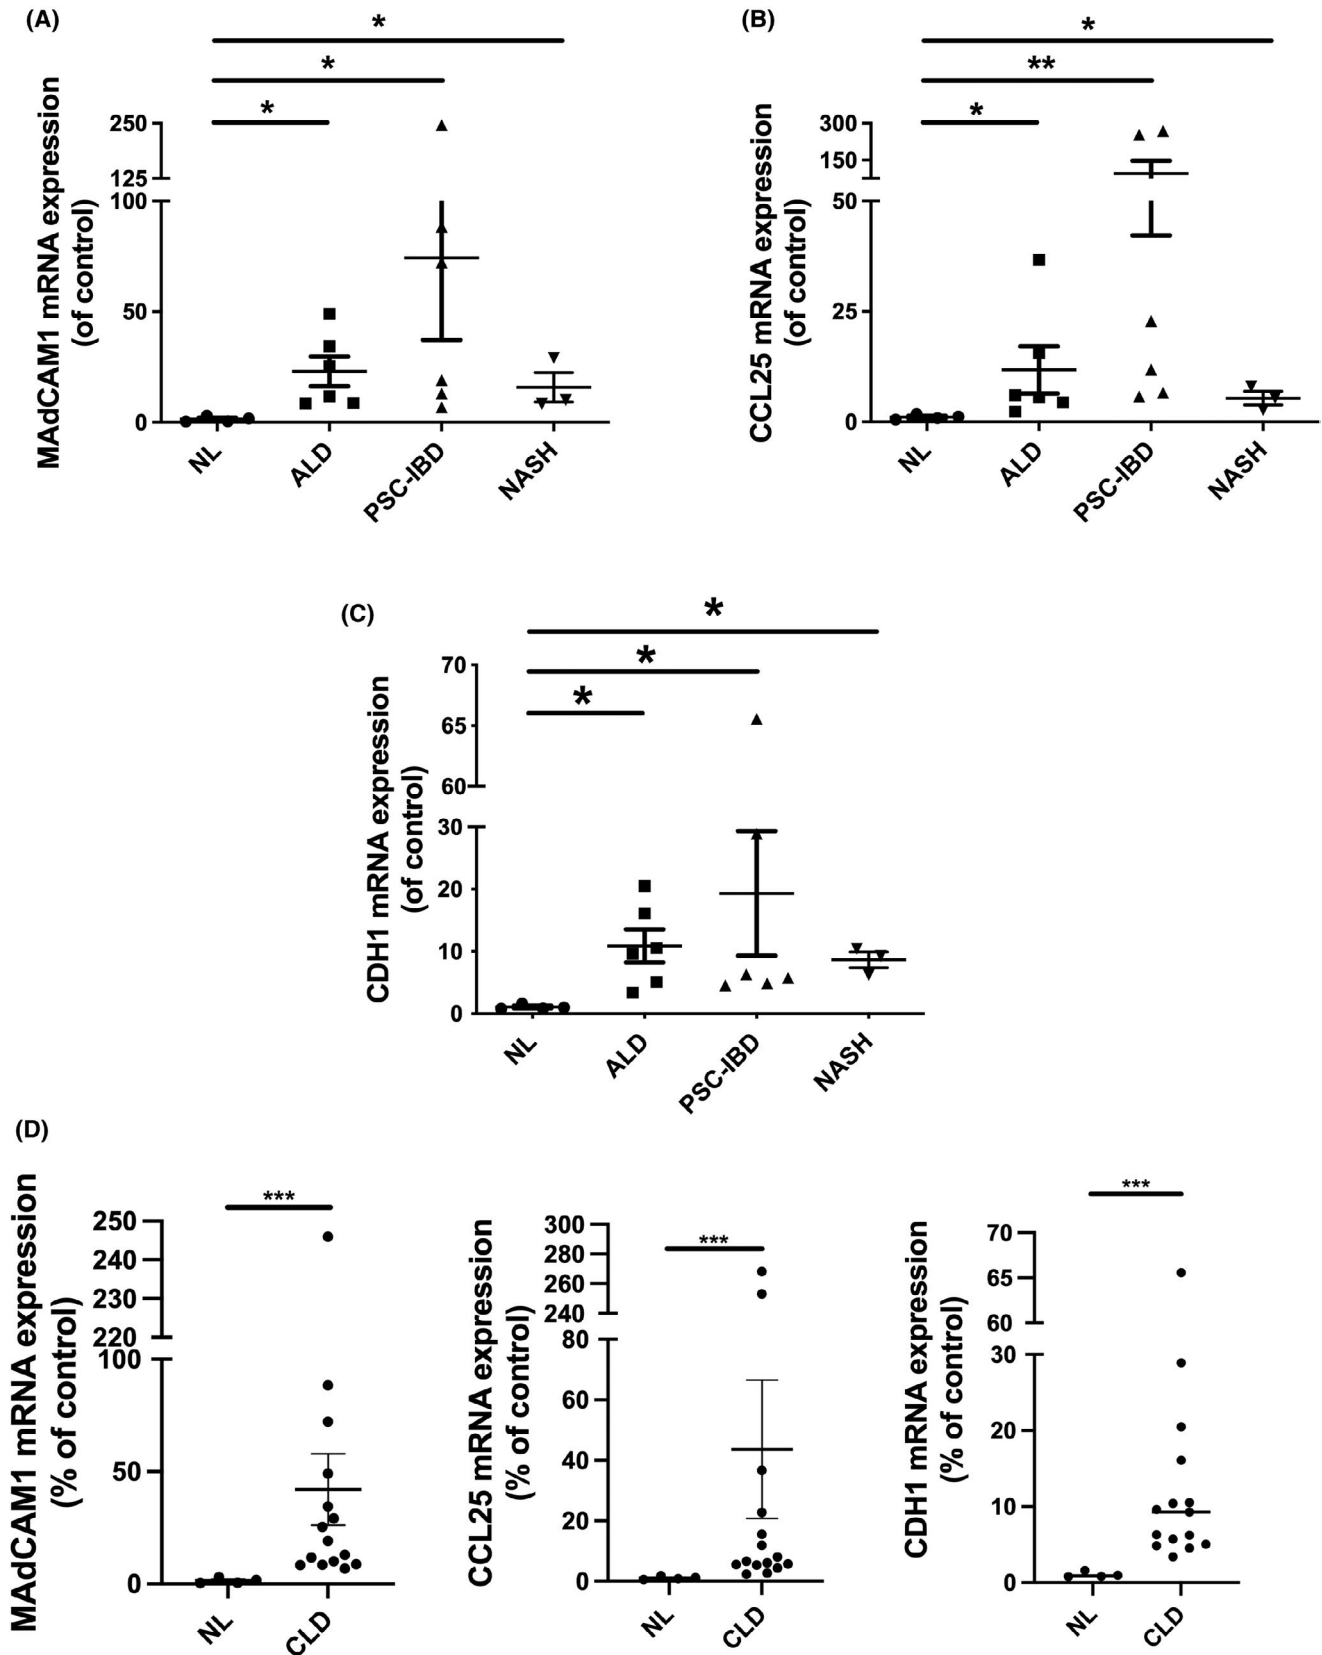 (A)
*
*
*
MAdCAM1 mRNA expression
(of control)
250
125
100
50
0
NL
ALD
PSC-IBD
NASH
(B)
*
**
*
CCL25 mRNA expression
(of control)
300
150
50
25
0
NL
ALD
PSC-IBD
NASH
(C)
*
*
*
CDH1 mRNA expression
(of control)
70
65
60
30
20
10
0
NL
ALD
PSC-IBD
NASH
(D)
***
MAdCAM1 mRNA expression
(% of control)
250
240
230
220
100
50
0
NL
CLD
***
CCL25 mRNA expression
(% of control)
300
280
260
240
80
60
40
20
0
NL
CLD
***
CDH1 mRNA expression
(% of control)
70
65
60
30
20
10
0
NL
CLD